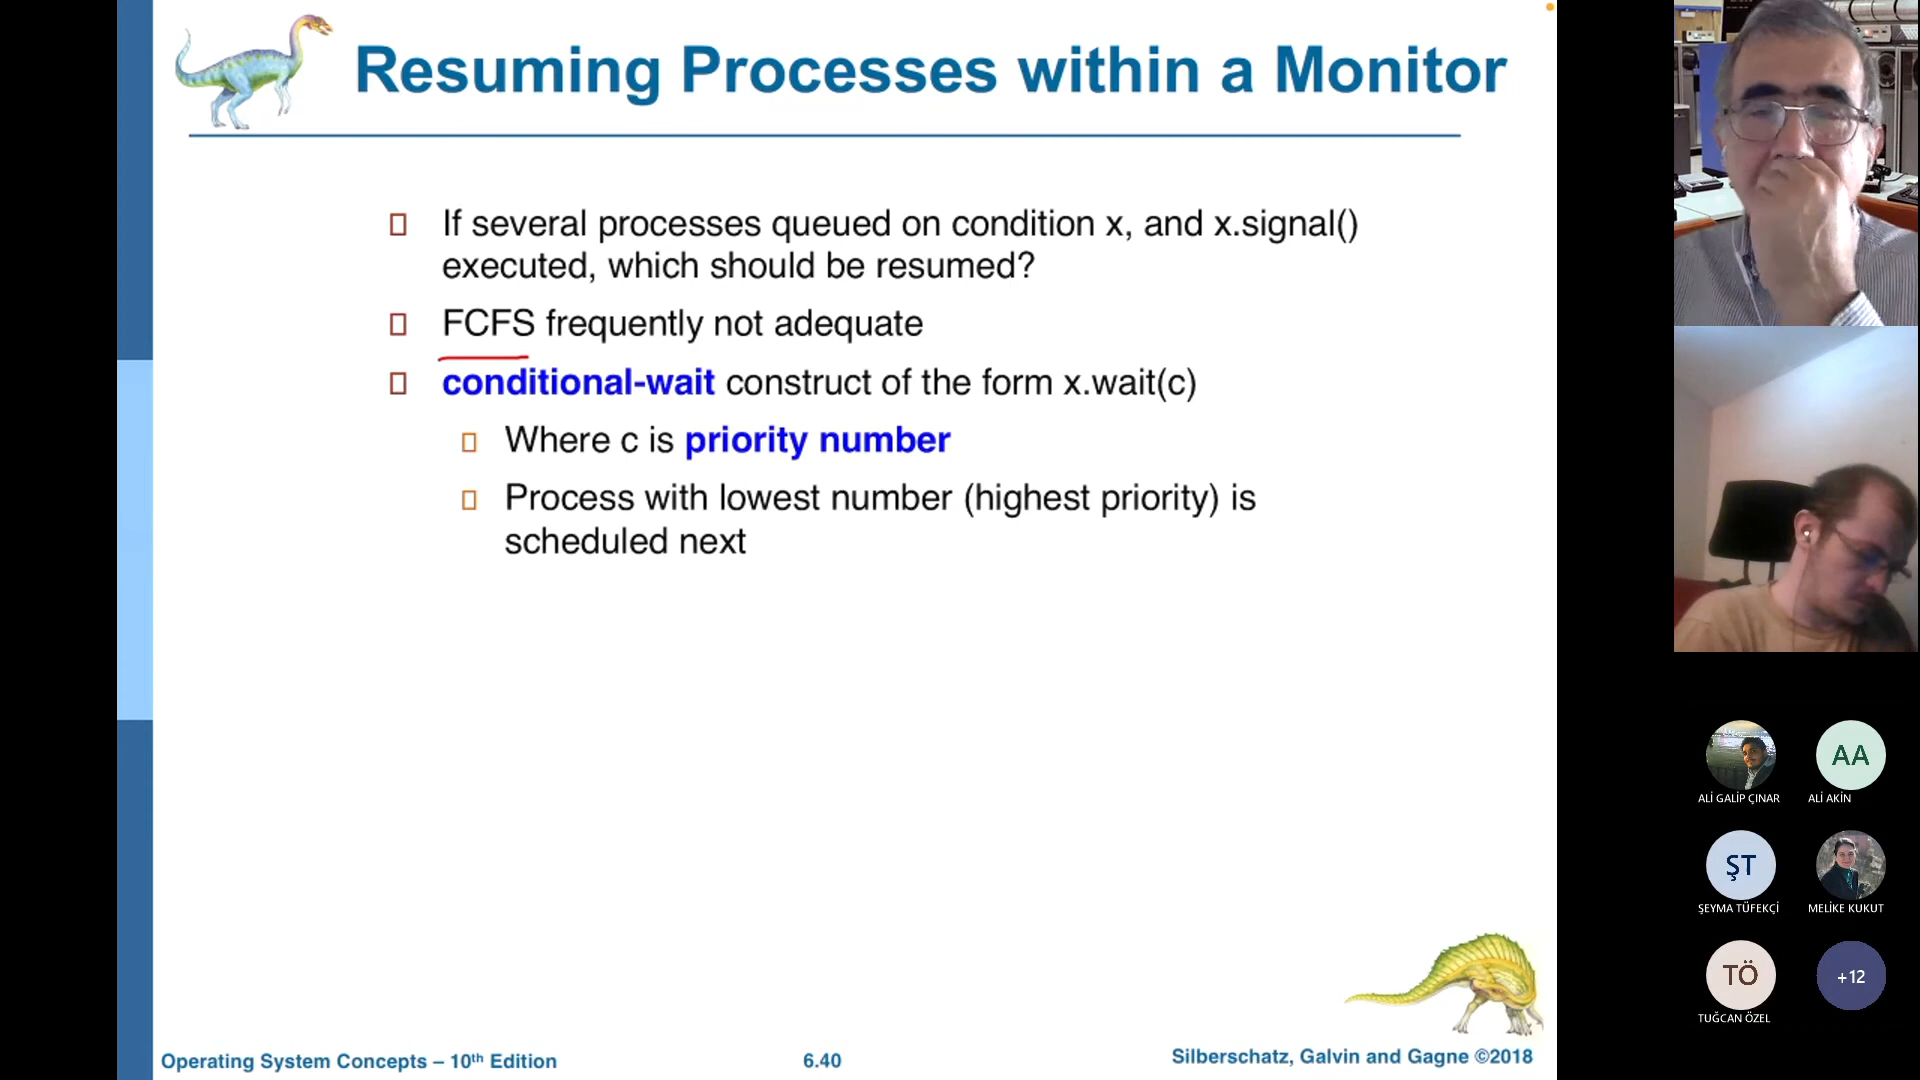 Resuming Processes within a Monitor
If several processes queued on condition x, and x.signal()
executed, which should be resumed?
FCFS frequently not adequate
conditional-wait construct of the form x.wait(c)
Where c is priority number
Process with lowest number (highest priority) is
scheduled next
Operating System Concepts – 10th Edition
6.40
Silberschatz, Galvin and Gagne ©2018
AA
ALİ GALİP ÇINAR
ALİ AKİN
ŞT
ŞEYMA TÜFEKÇİ
MELİKE KUKUT
TÖ
+12
TUĞCAN ÖZEL